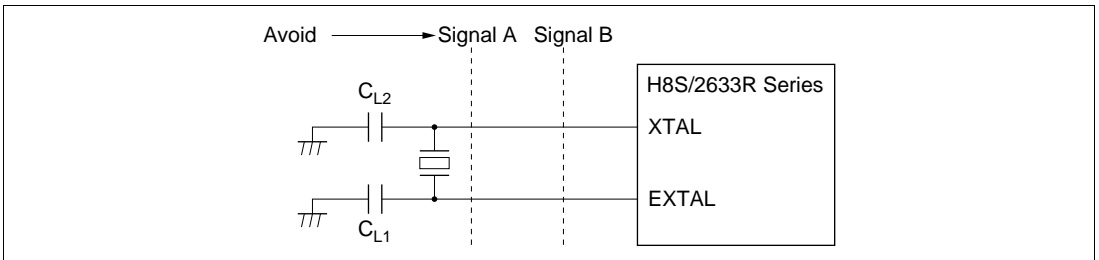 Avoid Signal A Signal B
H8S/2633R Series
CL2
XTAL
EXTAL
CL1